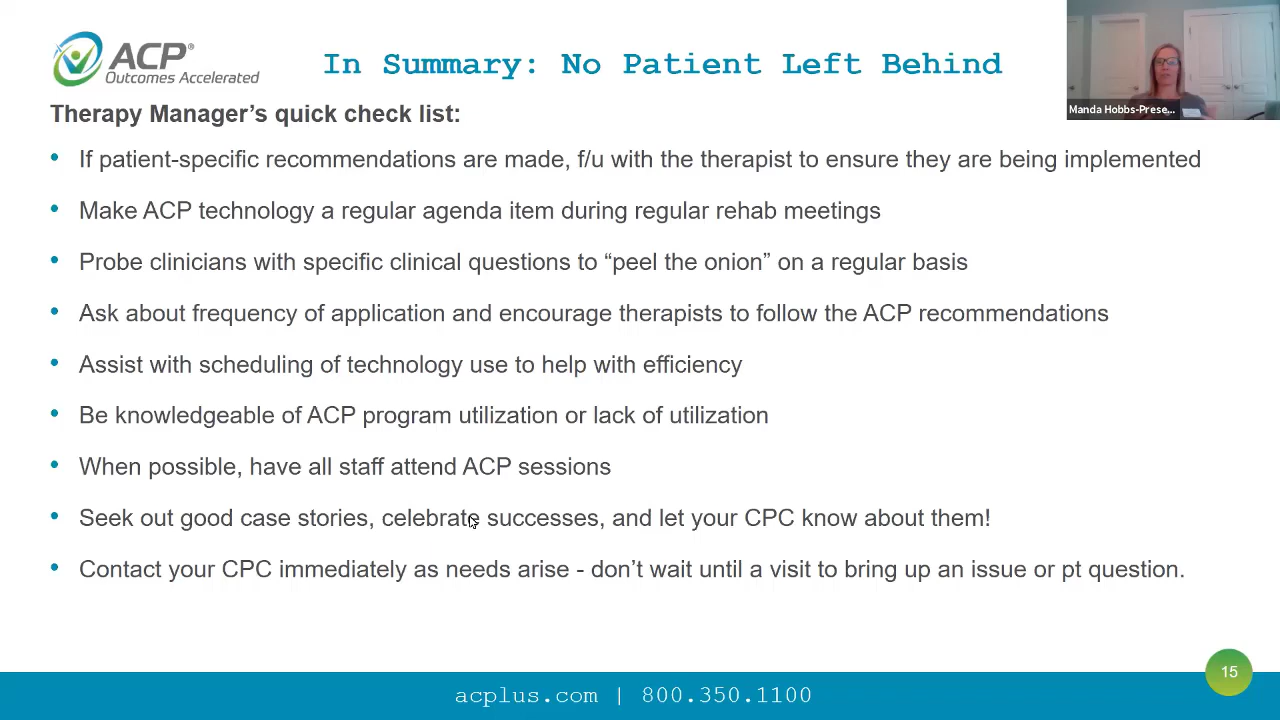 ACP®
Outcomes Accelerated
In Summary: No Patient Left Behind
Manda Hobbs-Prese...
Therapy Manager’s quick check list:
• If patient-specific recommendations are made, f/u with the therapist to ensure they are being implemented
• Make ACP technology a regular agenda item during regular rehab meetings
• Probe clinicians with specific clinical questions to “peel the onion” on a regular basis
• Ask about frequency of application and encourage therapists to follow the ACP recommendations
• Assist with scheduling of technology use to help with efficiency
• Be knowledgeable of ACP program utilization or lack of utilization
• When possible, have all staff attend ACP sessions
• Seek out good case stories, celebrate successes, and let your CPC know about them!
• Contact your CPC immediately as needs arise - don’t wait until a visit to bring up an issue or pt question.
15
acplus.com | 800.350.1100